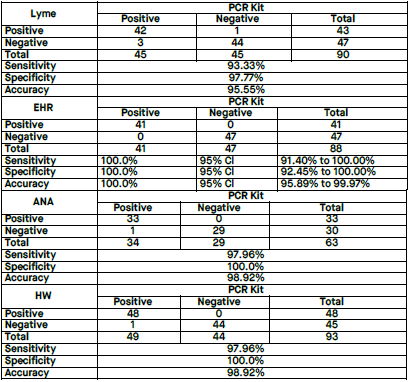 Lyme PCR Kit
Positive Negative Total
Positive 42 1 43
Negative 3 44 47
Total 45 45 90
Sensitivity 93.33%
Specificity 97.77%
Accuracy 95.55%
EHR PCR Kit
Positive Negative Total
Positive 41 0 41
Negative 0 47 47
Total 41 47 88
Sensitivity 100.0% 95% CI 91.40% to 100.00%
Specificity 100.0% 95% CI 92.45% to 100.00%
Accuracy 100.0% 95% CI 95.89% to 99.97%
ANA PCR Kit
Positive Negative Total
Positive 33 0 33
Negative 1 29 30
Total 34 29 63
Sensitivity 97.96%
Specificity 100.0%
Accuracy 98.92%
HW PCR Kit
Positive Negative Total
Positive 48 0 48
Negative 1 44 45
Total 49 44 93
Sensitivity 97.96%
Specificity 100.0%
Accuracy 98.92%